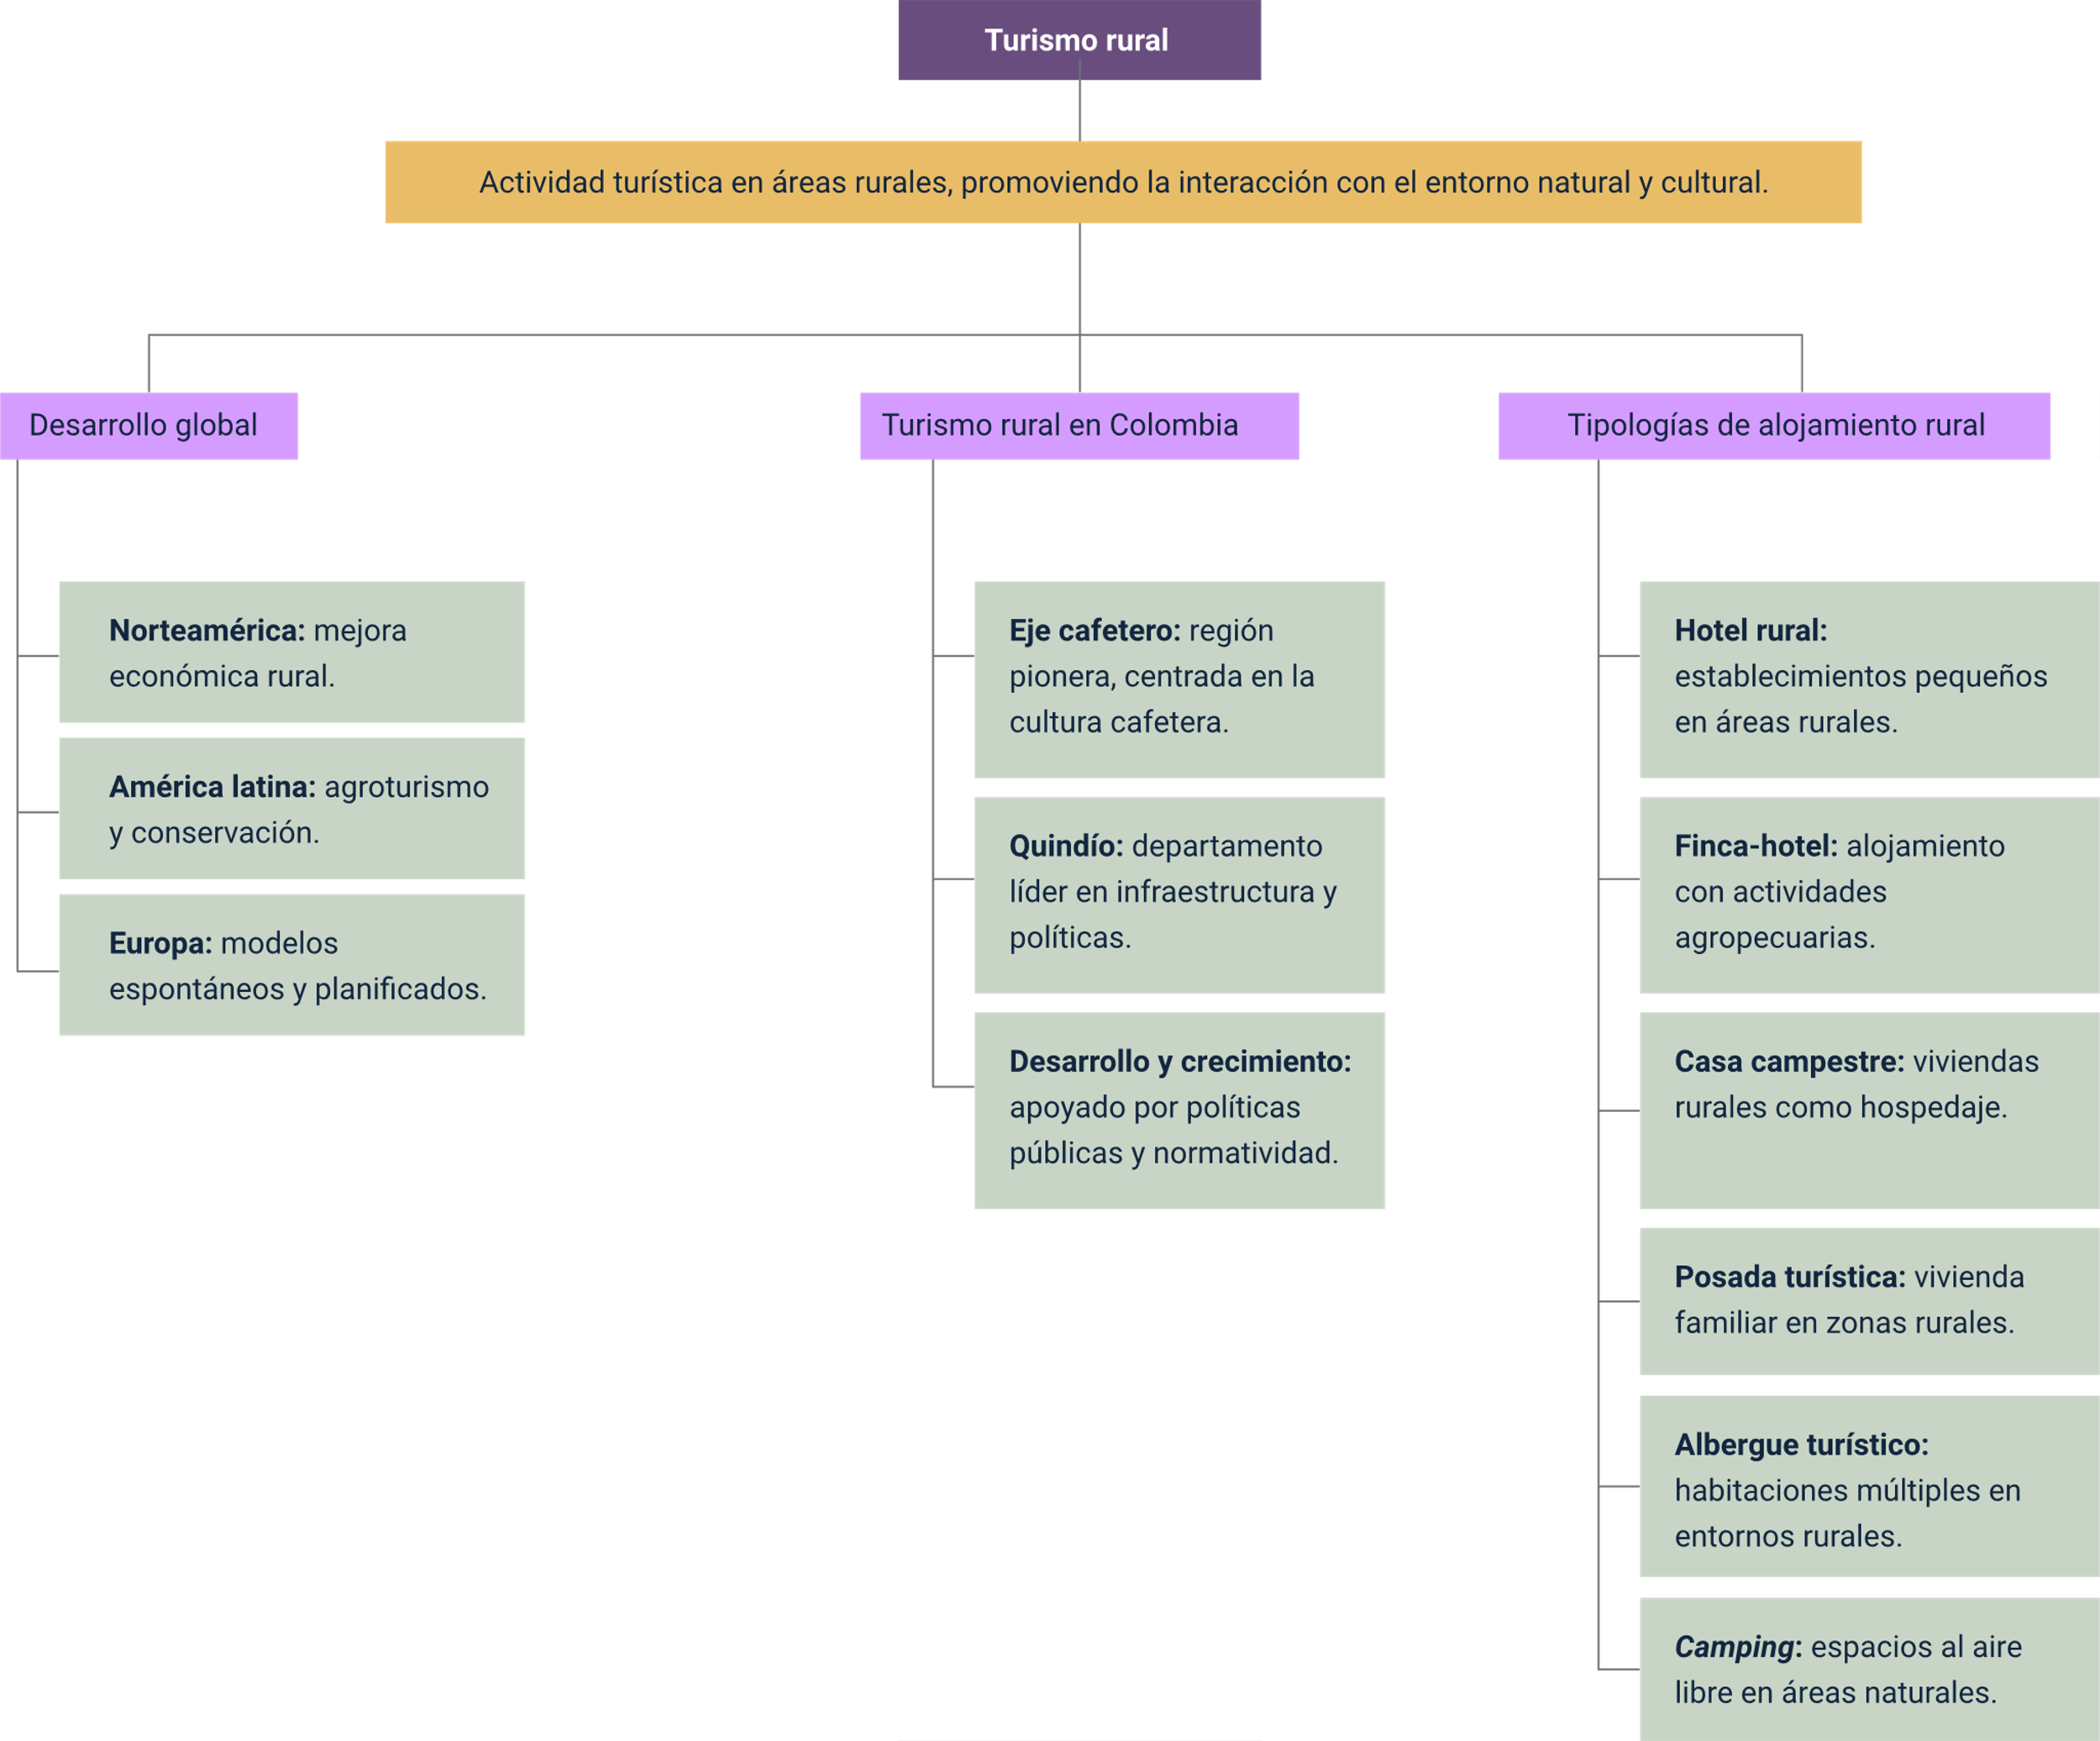 Turismo rural
Actividad turística en áreas rurales, promoviendo la interacción con el entorno natural y cultural.
Desarrollo global
Norteamérica: mejora
económica rural.
América latina: agroturismo
y conservación.
Europa: modelos
espontáneos y planificados.
Turismo rural en Colombia
Eje cafetero: región
pionera, centrada en la
cultura cafetera.
Quindío: departamento
líder en infraestructura y
políticas.
Desarrollo y crecimiento:
apoyado por políticas
públicas y normatividad.
Tipologías de alojamiento rural
Hotel rural:
establecimientos pequeños
en áreas rurales.
Finca-hotel: alojamiento
con actividades
agropecuarias.
Casa campestre: viviendas
rurales como hospedaje.
Posada turística: vivienda
familiar en zonas rurales.
Albergue turístico:
habitaciones múltiples en
entornos rurales.
Camping: espacios al aire
libre en áreas naturales.